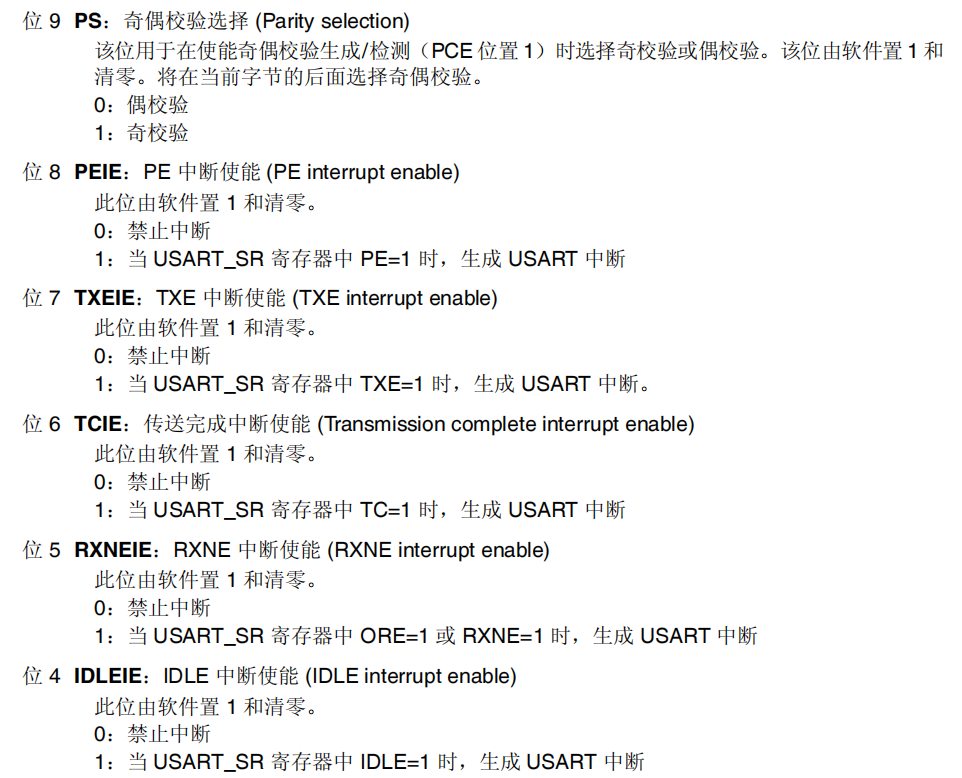 位 9 PS：奇偶校验选择 (Parity selection)
该位用于在使能奇偶校验生成/检测（PCE 位置 1）时选择奇校验或偶校验。该位由软件置 1 和
清零。将在当前字节的后面选择奇偶校验。
0：偶校验
1：奇校验
位 8 PEIE：PE 中断使能 (PE interrupt enable)
此位由软件置 1 和清零。
0：禁止中断
1：当 USART_SR 寄存器中 PE=1 时，生成 USART 中断
位 7 TXEIE：TXE 中断使能 (TXE interrupt enable)
此位由软件置 1 和清零。
0：禁止中断
1：当 USART_SR 寄存器中 TXE=1 时，生成 USART 中断。
位 6 TCIE：传送完成中断使能 (Transmission complete interrupt enable)
此位由软件置 1 和清零。
0：禁止中断
1：当 USART_SR 寄存器中 TC=1 时，生成 USART 中断
位 5 RXNEIE：RXNE 中断使能 (RXNE interrupt enable)
此位由软件置 1 和清零。
0：禁止中断
1：当 USART_SR 寄存器中 ORE=1 或 RXNE=1 时，生成 USART 中断
位 4 IDLEIE：IDLE 中断使能 (IDLE interrupt enable)
此位由软件置 1 和清零。
0：禁止中断
1：当 USART_SR 寄存器中 IDLE=1 时，生成 USART 中断